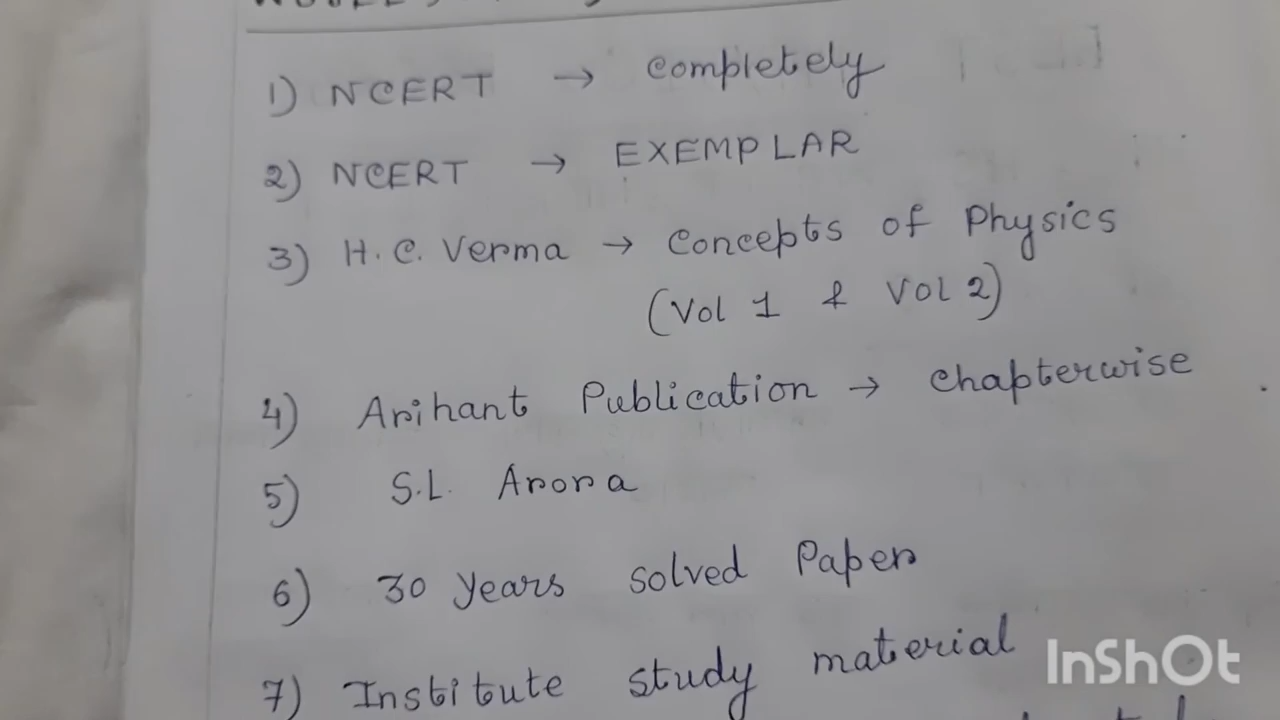 1) NCERT → completely
2) NCERT → EXEMPLAR
3) H.C. Verma → Concepts of Physics
(Vol 1 & Vol 2)
4) Arihant Publication → Chapterwise
5) S.L. Arora
6) 30 years solved Paper
7) Institute study material
InShOt